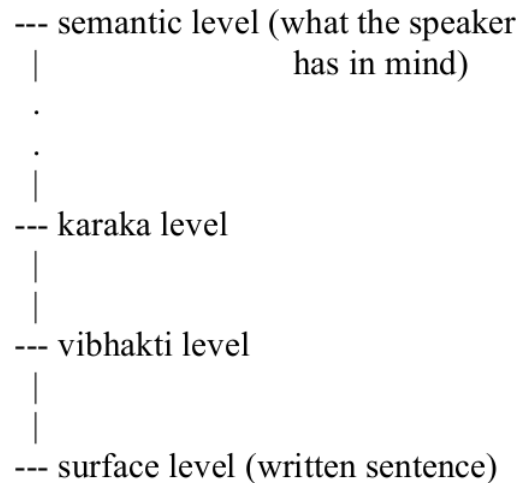 --- semantic level (what the speaker
| has in mind)
.
.
|
--- karaka level
|
|
--- vibhakti level
|
|
--- surface level (written sentence)